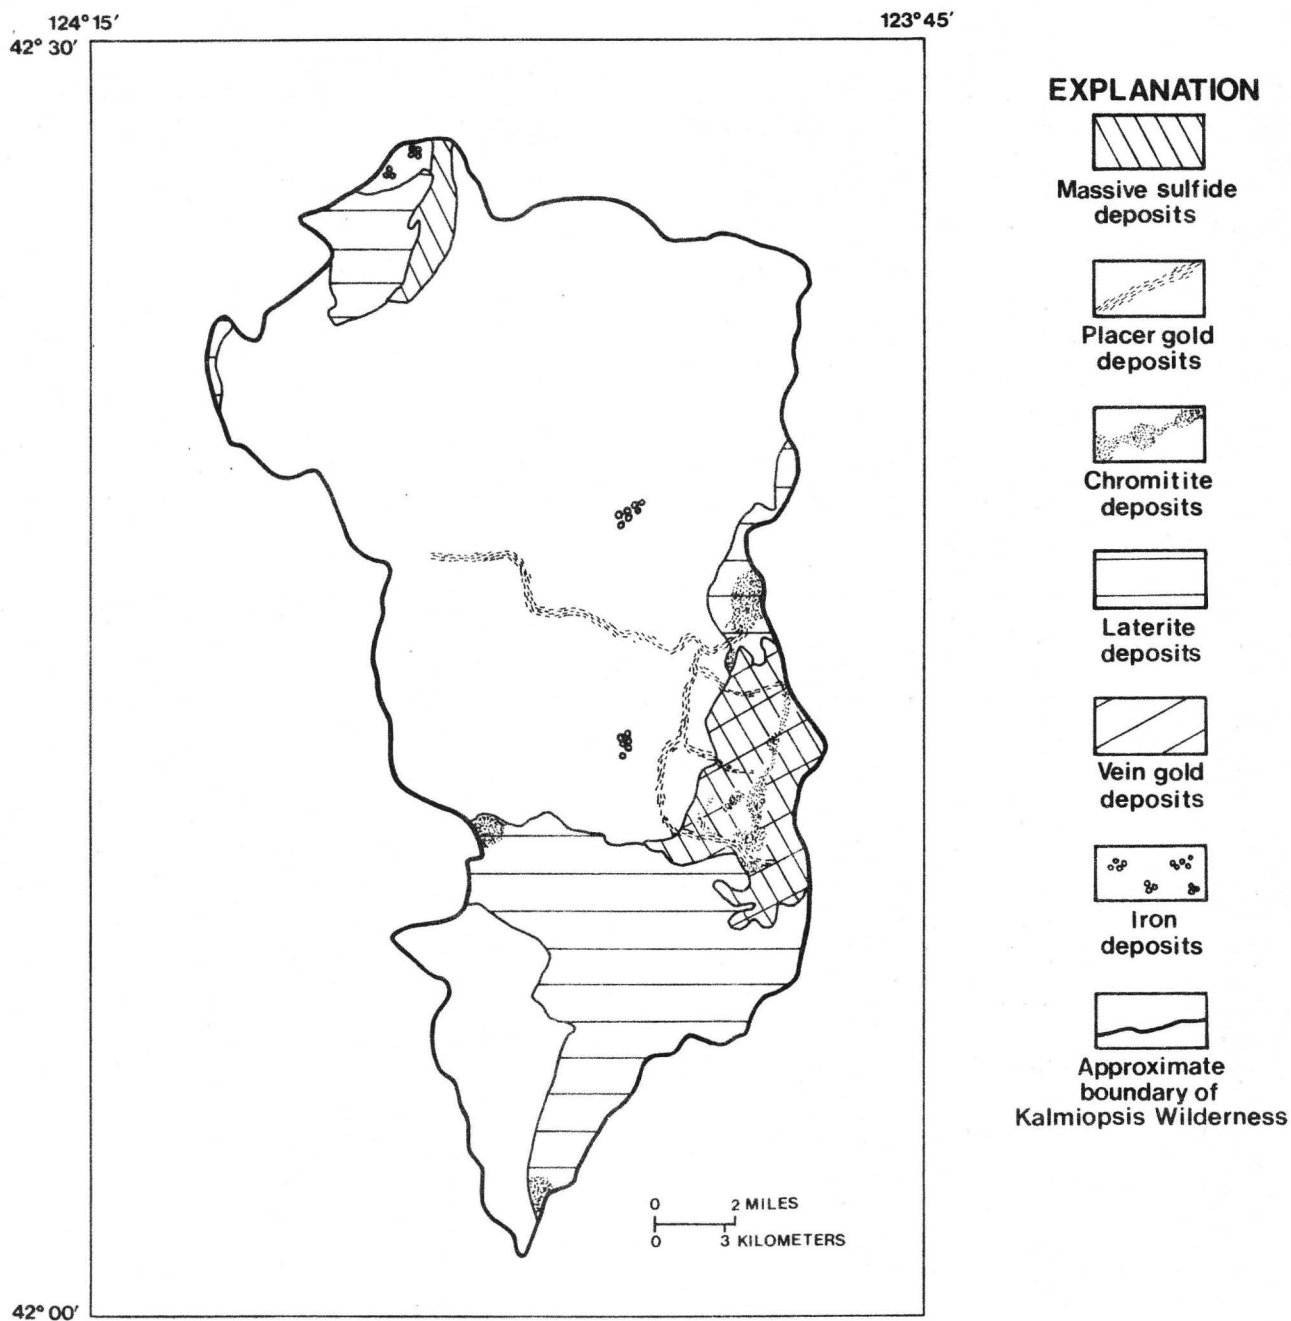 124° 15′
123° 45′
42° 30′
EXPLANATION
Massive sulfide
deposits
Placer gold
deposits
Chromitite
deposits
Laterite
deposits
Vein gold
deposits
Iron
deposits
Approximate
boundary of
Kalmiopsis Wilderness
0 2 MILES
0 3 KILOMETERS
42° 00′